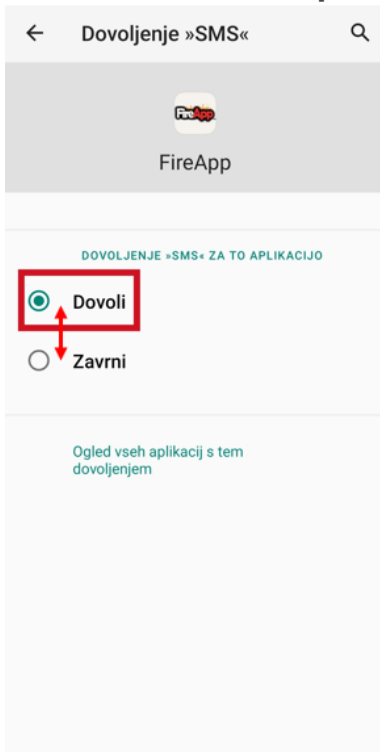 Dovoljenje »SMS«
FireApp
FireApp
DOVOLJENJE »SMS« ZA TO APLIKACIJO
Dovoli
Zavrni
Ogled vseh aplikacij s tem
dovoljenjem